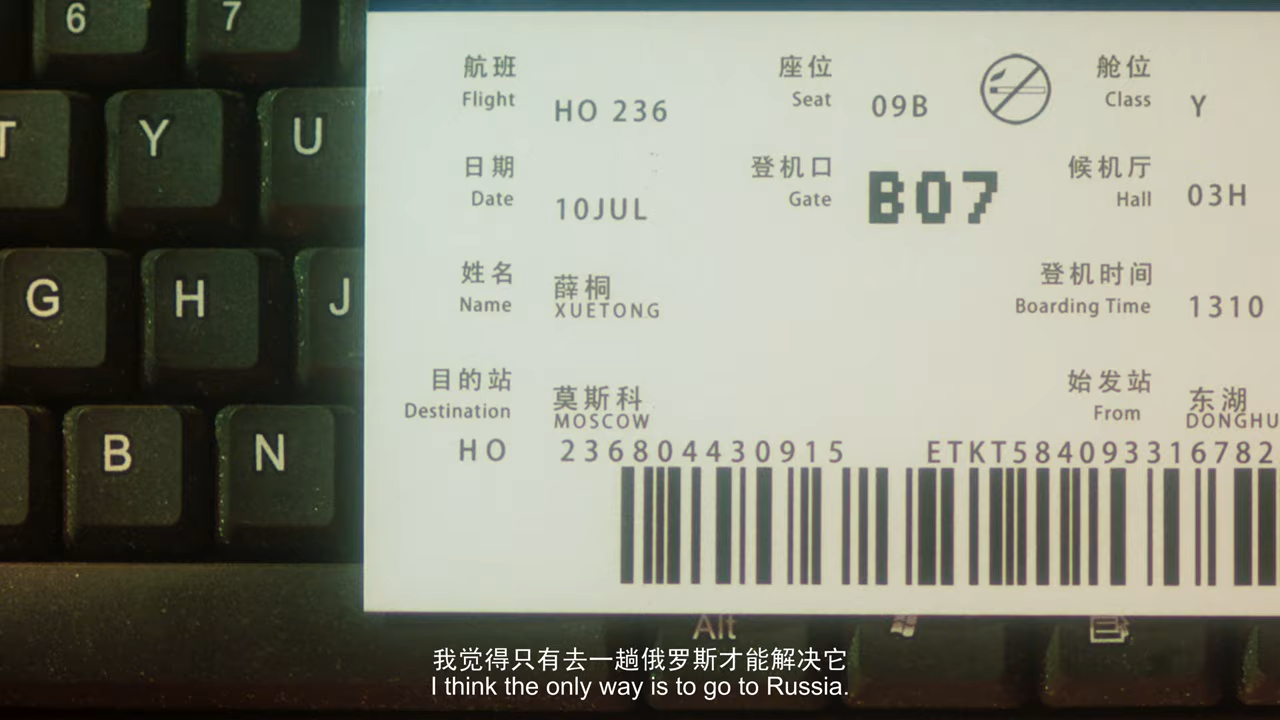 6 7
T Y U
G H J
B N
航班 座位 舱位
Flight HO 236 Seat 09B Class Y
日期 登机口 候机厅
Date 10JUL Gate B07 Hall 03H
姓名 薛桐 登机时间
Name XUETONG Boarding Time 1310
目的站 莫斯科 始发站 东湖
Destination MOSCOW From DONGHU
HO 236804430915 ETKT584093316782
Alt
我觉得只有去一趟俄罗斯才能解决它
I think the only way is to go to Russia.